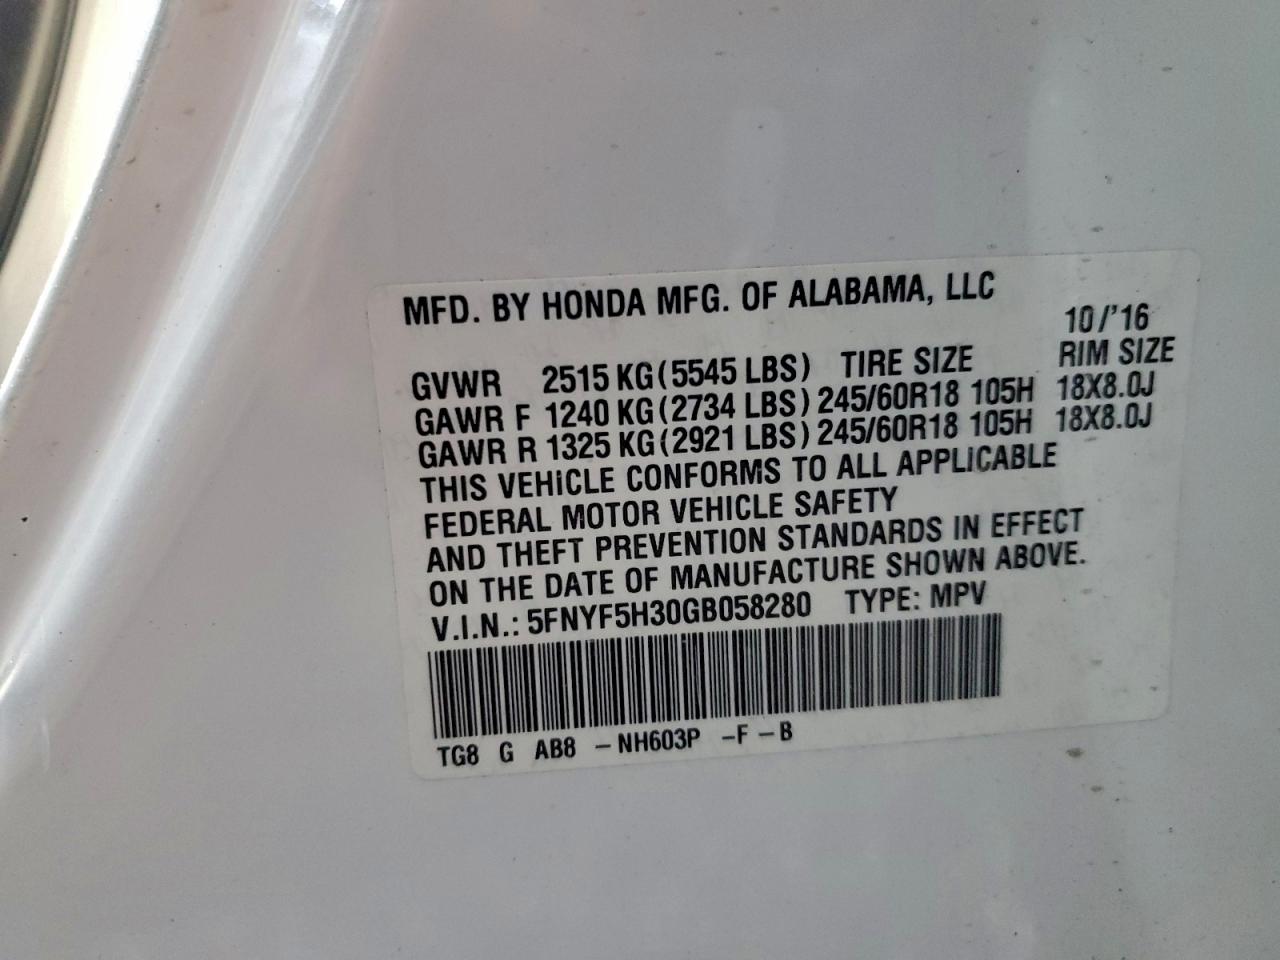 MFD. BY HONDA MFG. OF ALABAMA, LLC
10/'16
GVWR 2515 KG (5545 LBS) TIRE SIZE RIM SIZE
GAWR F 1240 KG (2734 LBS) 245/60R18 105H 18X8.0J
GAWR R 1325 KG (2921 LBS) 245/60R18 105H 18X8.0J
THIS VEHICLE CONFORMS TO ALL APPLICABLE
FEDERAL MOTOR VEHICLE SAFETY
AND THEFT PREVENTION STANDARDS IN EFFECT
ON THE DATE OF MANUFACTURE SHOWN ABOVE.
V.I.N.: 5FNYF5H30GB058280 TYPE: MPV
TG8 G AB8 -NH603P -F-B